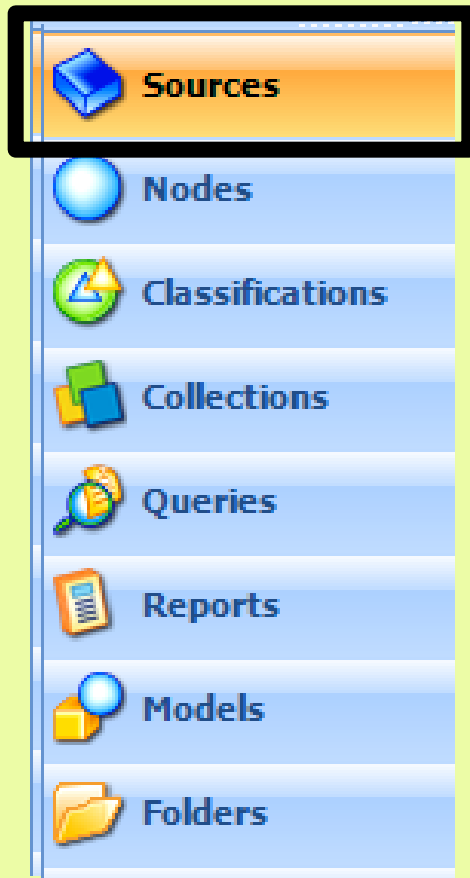 Sources
Nodes
Classifications
Collections
Queries
Reports
Models
Folders